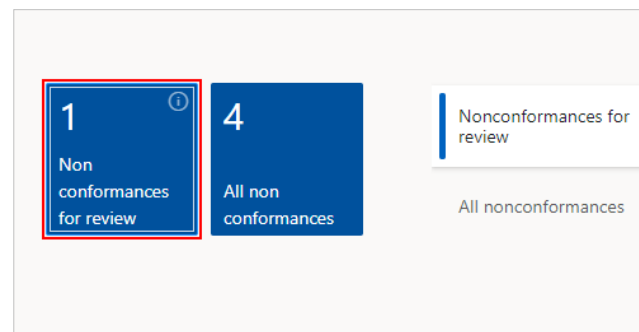 1
Non
conformances
for review
4
All non
conformances
Nonconformances for
review
All nonconformances